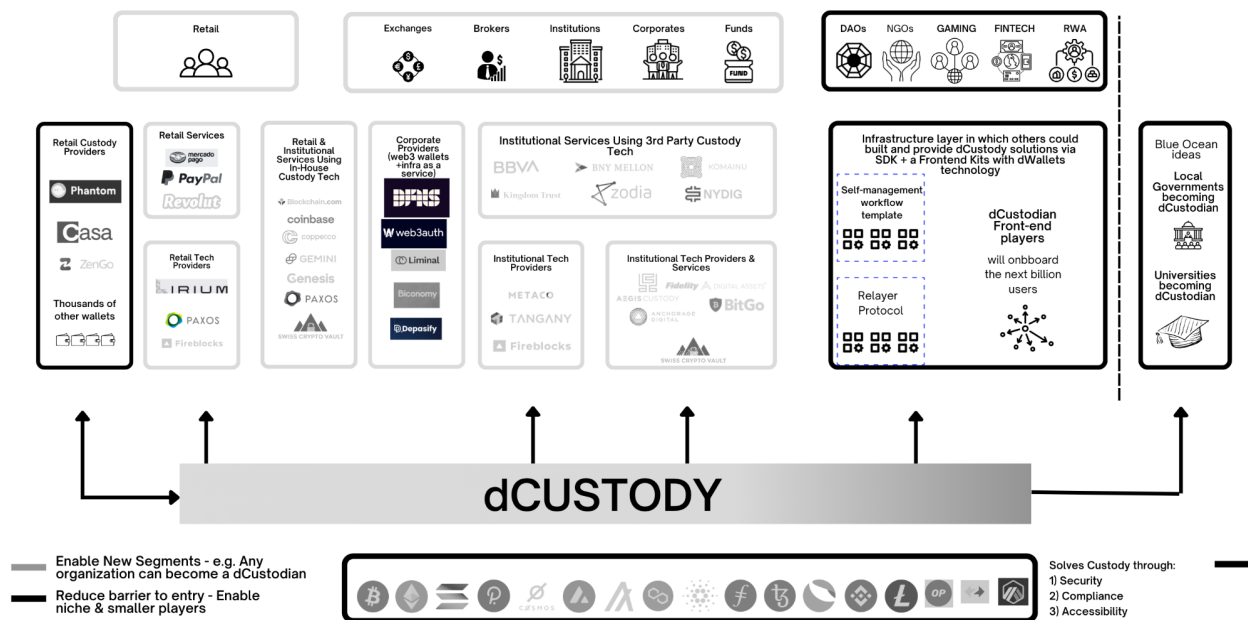 Retail
Exchanges
Brokers
Institutions
Corporates
Funds
FUND
DAOs
NGOs
GAMING
FINTECH
RWA
Retail Custody
Providers
Phantom
Casa
ZenGo
Thousands of
other wallets
Retail Services
mercado
pago
PayPal
Revolut
Retail Tech
Providers
LIRIUM
PAXOS
Fireblocks
Retail &
Institutional
Services Using
In-House
Custody Tech
Blockchain.com
coinbase
copper.co
GEMINI
Genesis
PAXOS
SWISS CRYPTO VAULT
Corporate
Providers
(web3 wallets
+infra as a
service)
DFNS
web3auth
Liminal
Biconomy
Depasify
Institutional Services Using 3rd Party Custody
Tech
BBVA
BNY MELLON
KOMAINU
Kingdom Trust
zodia
NYDIG
Institutional Tech
Providers
METACO
TANGANY
Fireblocks
Institutional Tech Providers
& Services
AEGIS CUSTODY
Fidelity
DIGITAL ASSETS
ANCHORAGE
DIGITAL
BitGo
SWISS CRYPTO VAULT
Infrastructure layer in which others could
built and provide dCustody solutions via
SDK + a Frontend Kits with dWallets
technology
Self-management
workflow
template
Relayer
Protocol
dCustodian
Front-end
players
will onbboard
the next billion
users
Blue Ocean
ideas
Local
Governments
becoming
dCustodian
Universities
becoming
dCustodian
dCUSTODY
Enable New Segments - e.g. Any
organization can become a dCustodian
Reduce barrier to entry - Enable
niche & smaller players
COSMOS
OP
Solves Custody through:
1) Security
2) Compliance
3) Accessibility